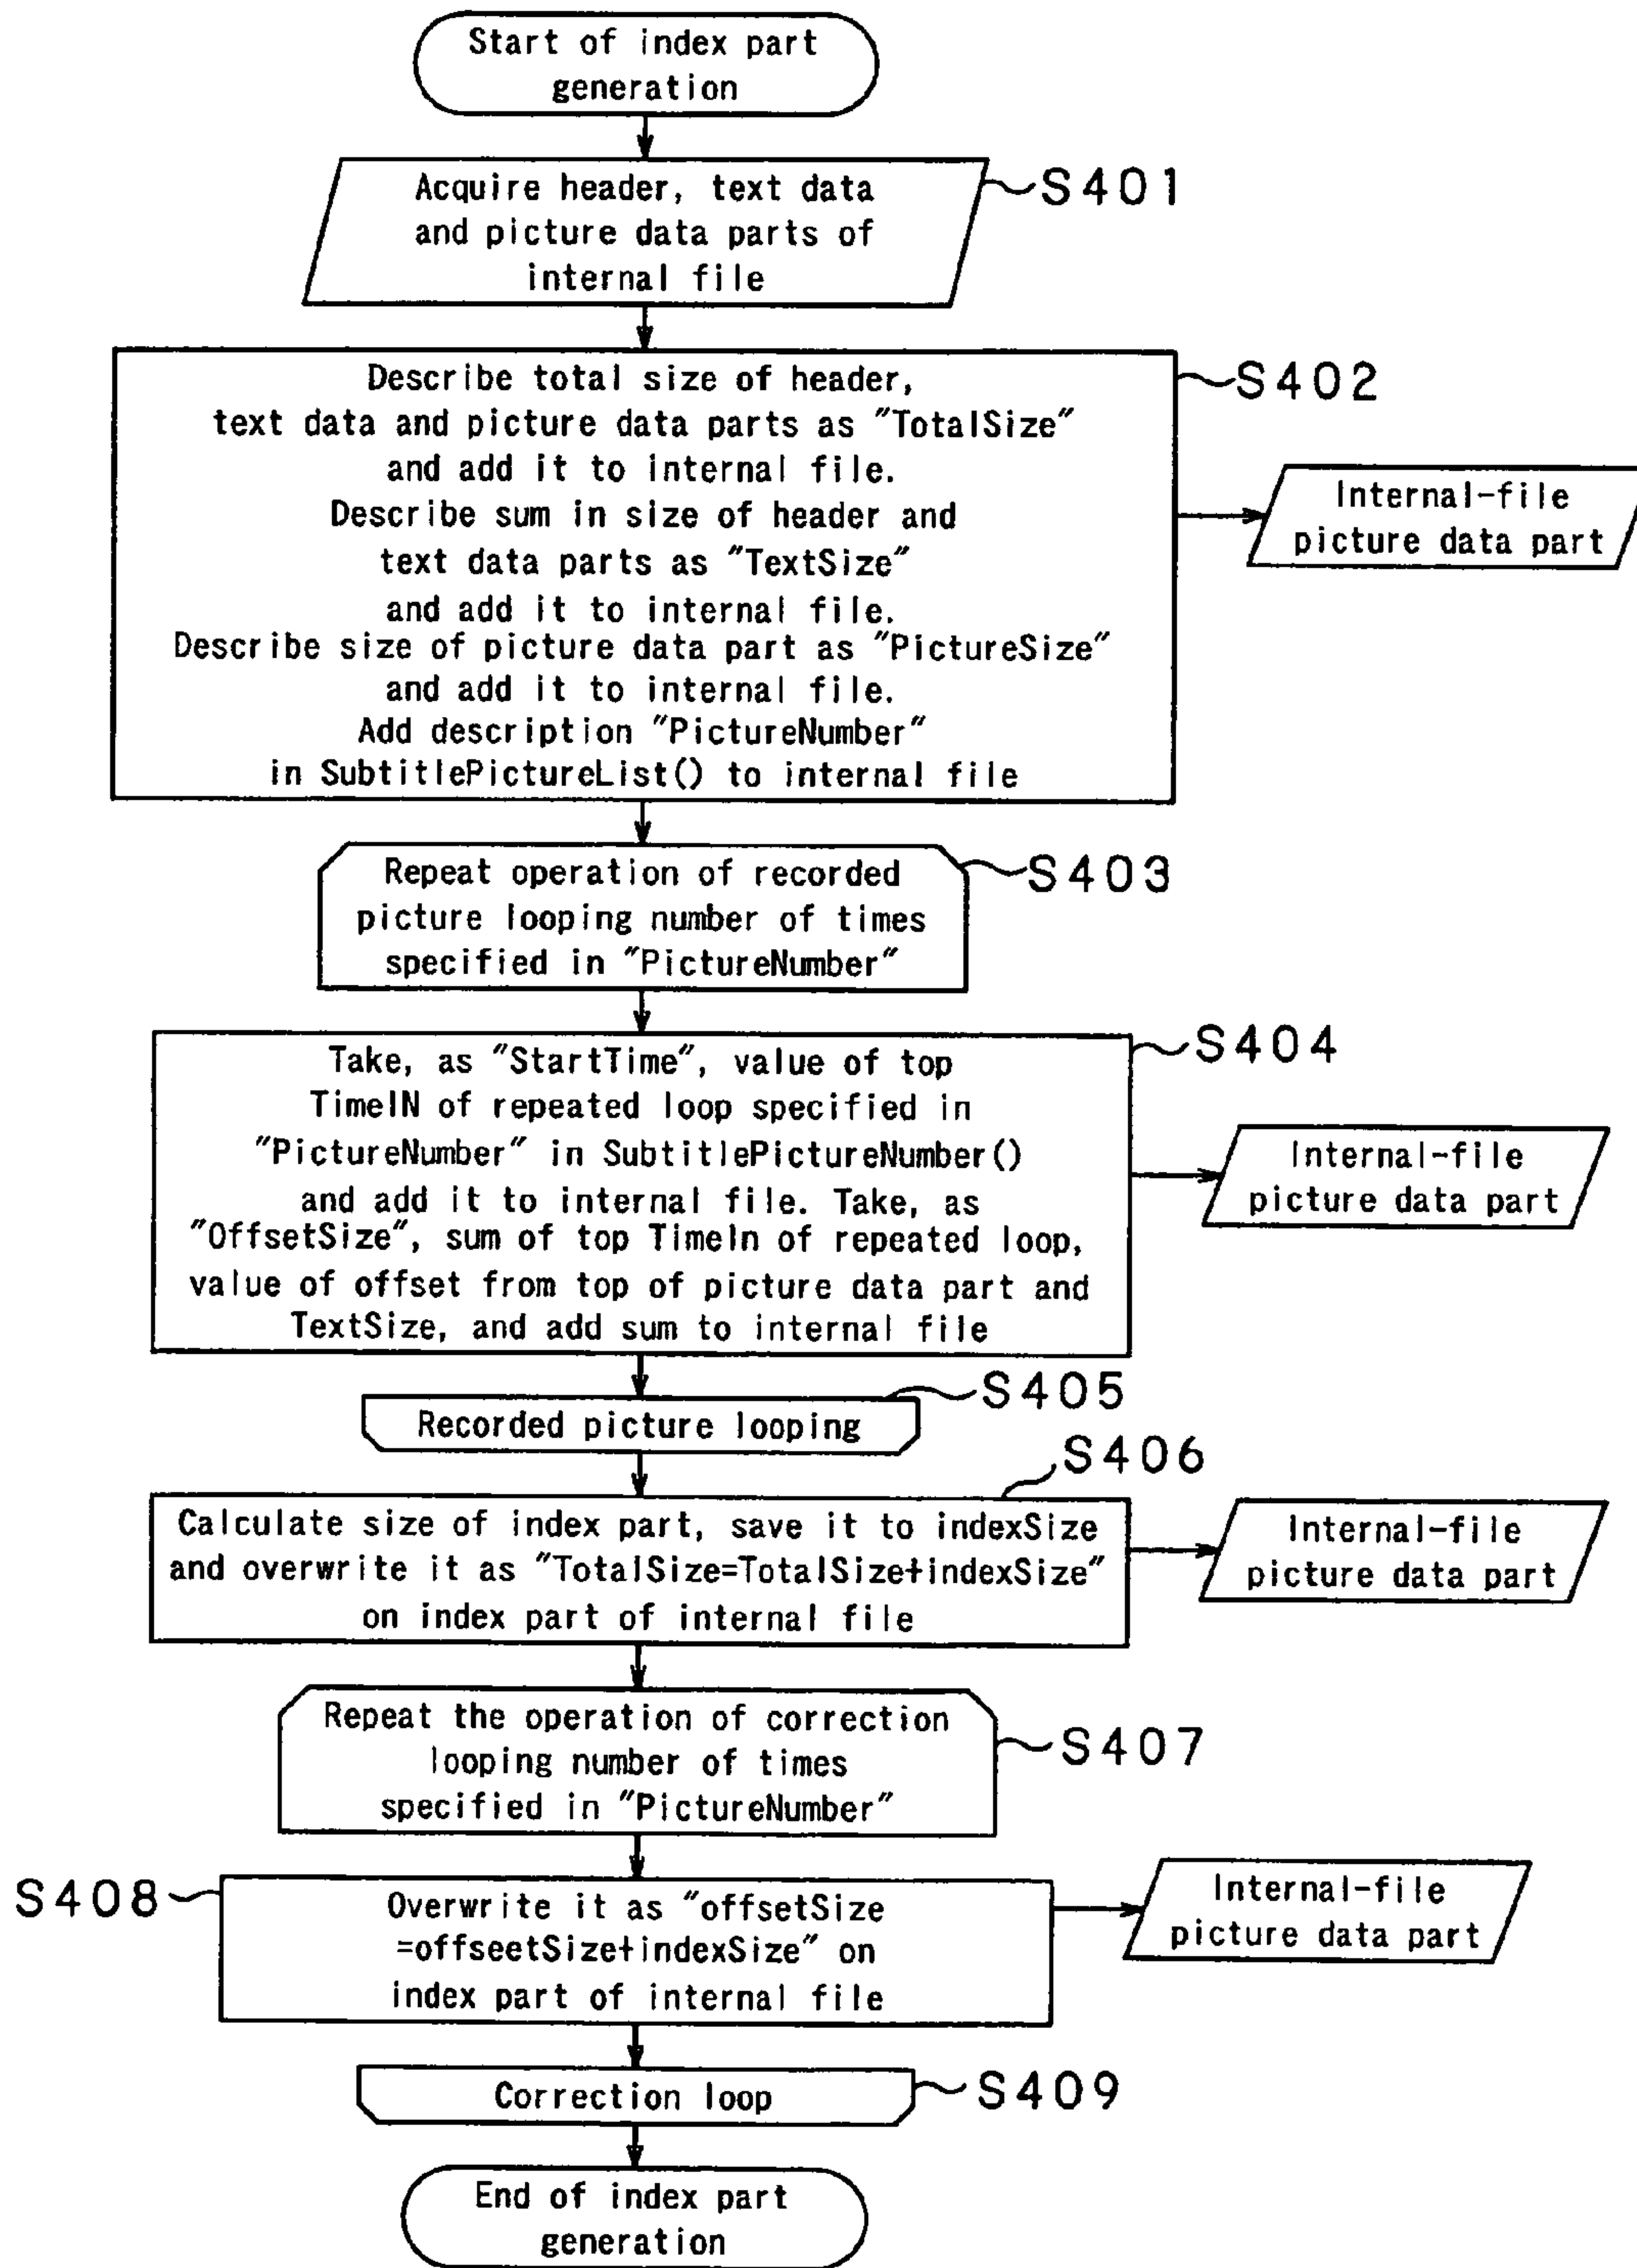 Start of index part
generation
Acquire header, text data
and picture data parts of
internal file
S401
Describe total size of header,
text data and picture data parts as "TotalSize"
and add it to internal file.
Describe sum in size of header and
text data parts as "TextSize"
and add it to internal file.
Describe size of picture data part as "PictureSize"
and add it to internal file.
Add description "PictureNumber"
in SubtitlePictureList() to internal file
S402
Internal-file
picture data part
Repeat operation of recorded
picture looping number of times
specified in "PictureNumber"
S403
Take, as "StartTime", value of top
TimeIN of repeated loop specified in
"PictureNumber" in SubtitlePictureNumber()
and add it to internal file. Take, as
"OffsetSize", sum of top TimeIn of repeated loop,
value of offset from top of picture data part and
TextSize, and add sum to internal file
S404
Internal-file
picture data part
Recorded picture looping
S405
Calculate size of index part, save it to indexSize
and overwrite it as "TotalSize=TotalSize+indexSize"
on index part of internal file
S406
Internal-file
picture data part
Repeat the operation of correction
looping number of times
specified in "PictureNumber"
S407
S408
Overwrite it as "offsetSize
=offseetSize+indexSize" on
index part of internal file
Internal-file
picture data part
Correction loop
S409
End of index part
generation